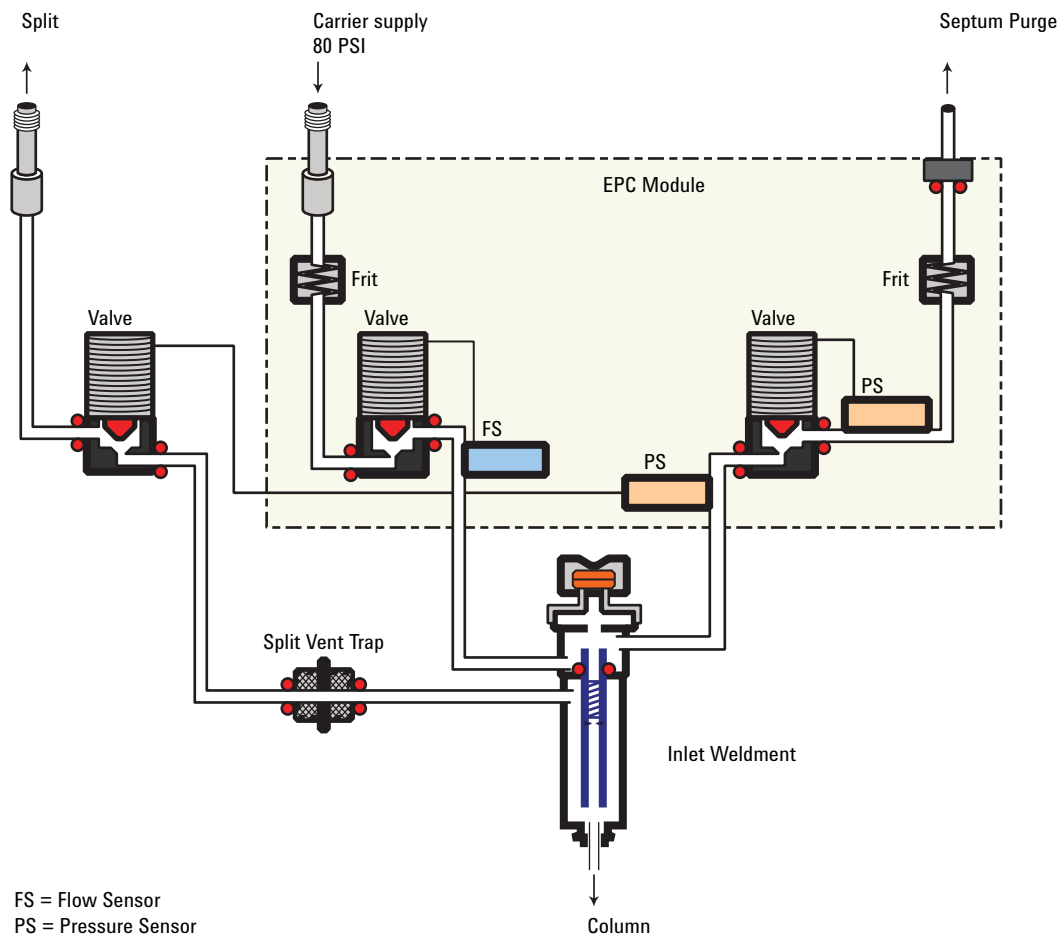 Split
Carrier supply
80 PSI
Septum Purge
EPC Module
Frit
Frit
Valve
Valve
Valve
PS
FS
PS
Split Vent Trap
Inlet Weldment
FS = Flow Sensor
PS = Pressure Sensor
Column